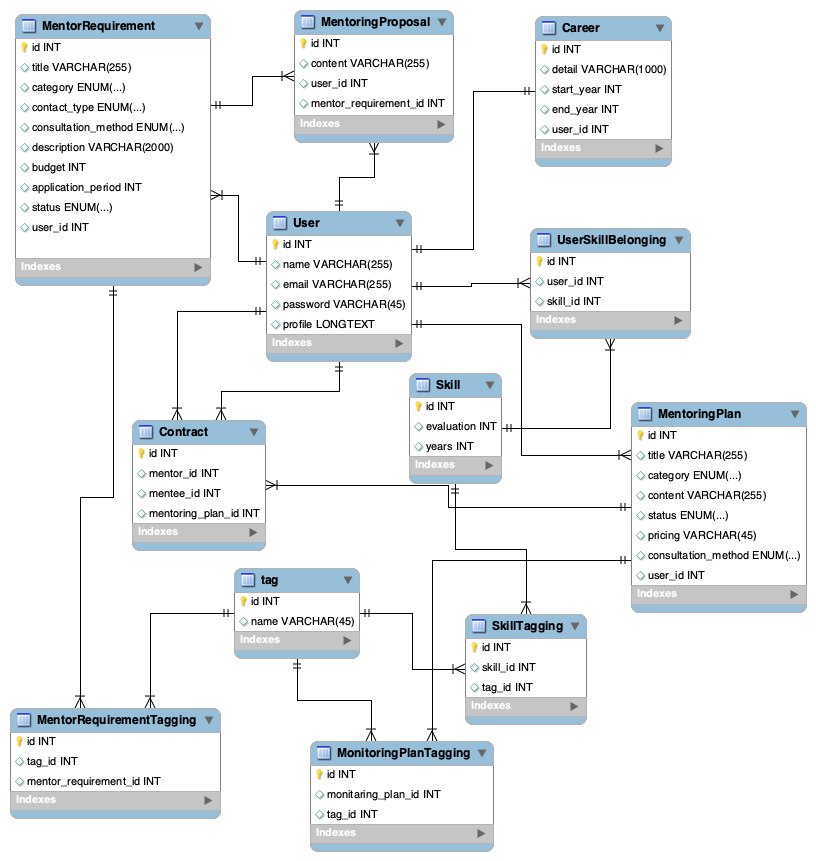 MentorRequirement
id INT
title VARCHAR(255)
category ENUM(...)
contact_type ENUM(...)
consultation_method ENUM(...)
description VARCHAR(2000)
budget INT
application_period INT
status ENUM(...)
user_id INT
Indexes
MentoringProposal
id INT
content VARCHAR(255)
user_id INT
mentor_requirement_id INT
Indexes
Career
id INT
detail VARCHAR(1000)
start_year INT
end_year INT
user_id INT
Indexes
User
id INT
name VARCHAR(255)
email VARCHAR(255)
password VARCHAR(45)
profile LONGTEXT
Indexes
UserSkillBelonging
id INT
user_id INT
skill_id INT
Indexes
Skill
id INT
evaluation INT
years INT
Indexes
MentoringPlan
id INT
title VARCHAR(255)
category ENUM(...)
content VARCHAR(255)
status ENUM(...)
pricing VARCHAR(45)
consultation_method ENUM(...)
user_id INT
Indexes
Contract
id INT
mentor_id INT
mentee_id INT
mentoring_plan_id INT
Indexes
tag
id INT
name VARCHAR(45)
Indexes
SkillTagging
id INT
skill_id INT
tag_id INT
Indexes
MentorRequirementTagging
id INT
tag_id INT
mentor_requirement_id INT
Indexes
MonitoringPlanTagging
id INT
monitaring_plan_id INT
tag_id INT
Indexes